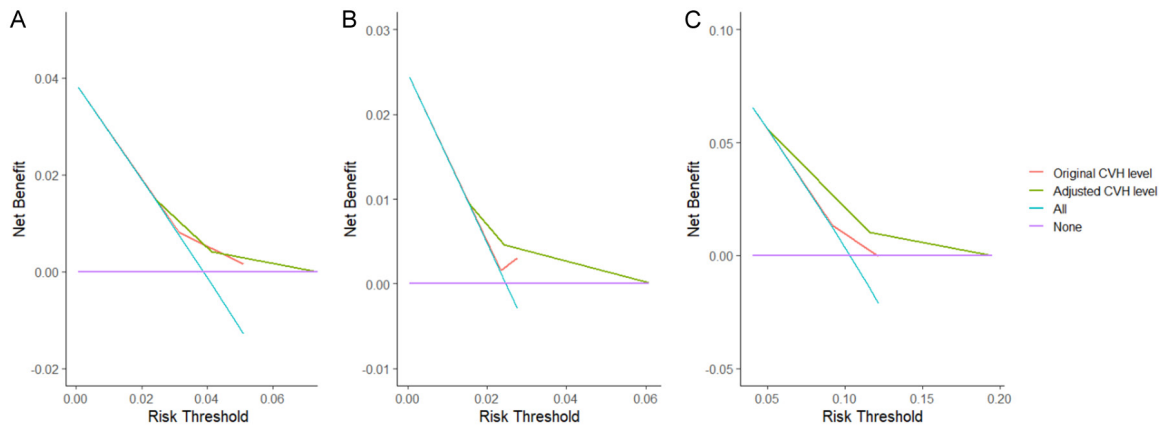 A
B
C
Net Benefit
0.04
0.02
0.00
-0.02
0.00
0.02
0.04
0.06
Risk Threshold
Net Benefit
0.03
0.02
0.01
0.00
-0.01
0.00
0.02
0.04
0.06
Risk Threshold
Net Benefit
0.10
0.05
0.00
-0.05
0.05
0.10
0.15
0.20
Risk Threshold
Original CVH level
Adjusted CVH level
All
None